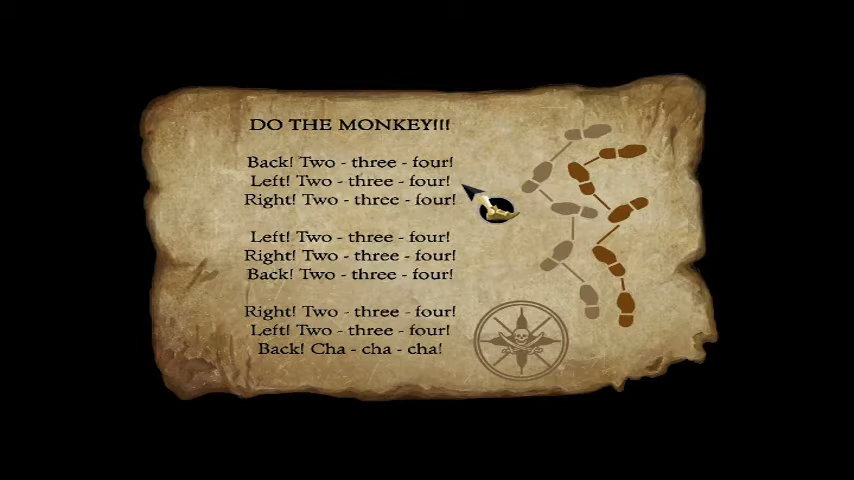 DO THE MONKEY!!!
Back! Two - three - four!
Left! Two - three - four!
Right! Two - three - four!
Left! Two - three - four!
Right! Two - three - four!
Back! Two - three - four!
Right! Two - three - four!
Left! Two - three - four!
Back! Cha - cha - cha!